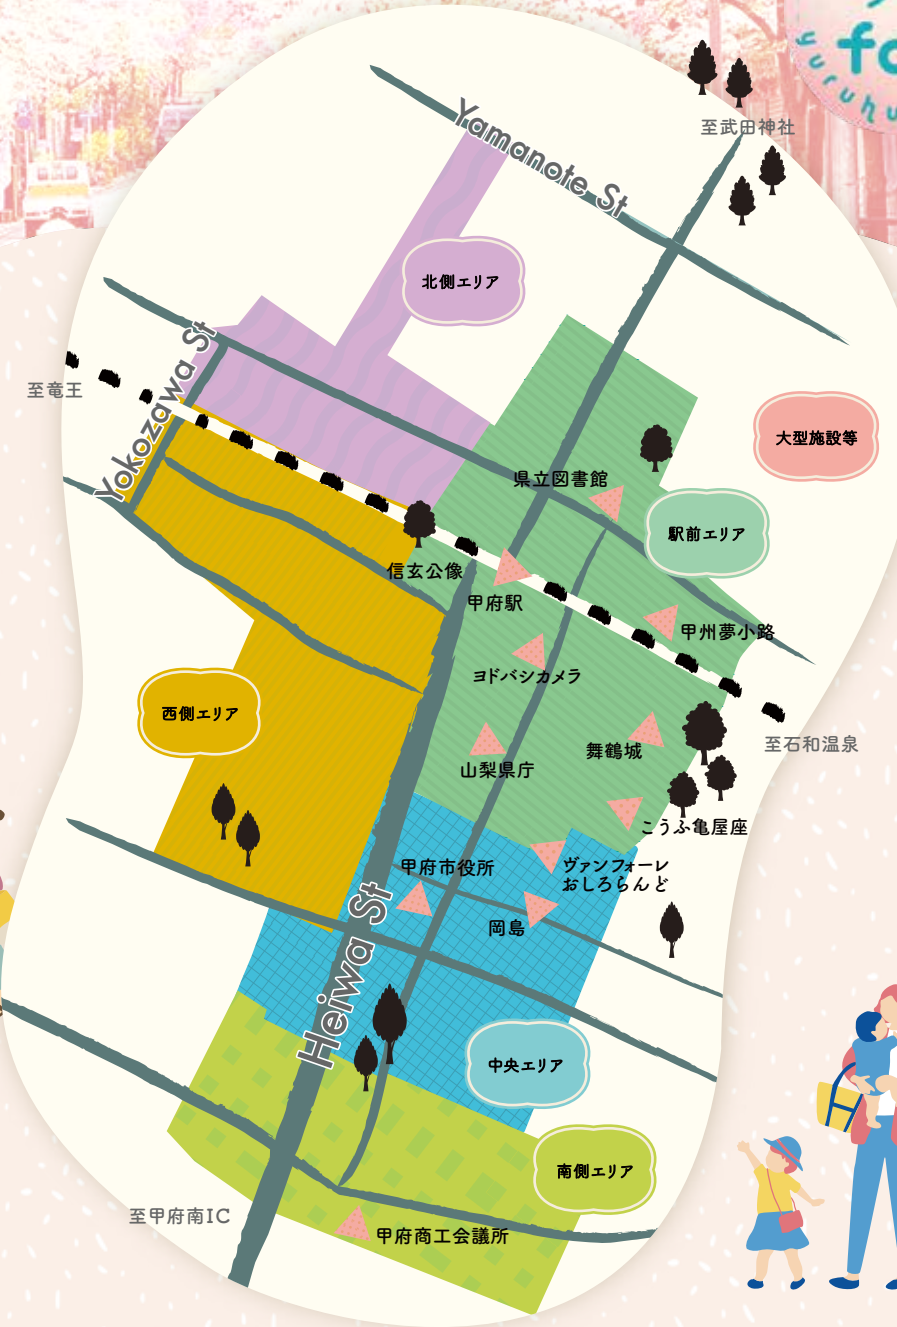 fo
yuruhu
Yamanote St
至武田神社
北側エリア
Yokozawa St
至竜王
大型施設等
県立図書館
駅前エリア
信玄公像
甲府駅
甲州夢小路
ヨドバシカメラ
西側エリア
至石和温泉
舞鶴城
山梨県庁
こうふ亀屋座
甲府市役所
ヴァンフォーレ
おしろらんど
岡島
Heiwa St
中央エリア
南側エリア
至甲府南IC
甲府商工会議所